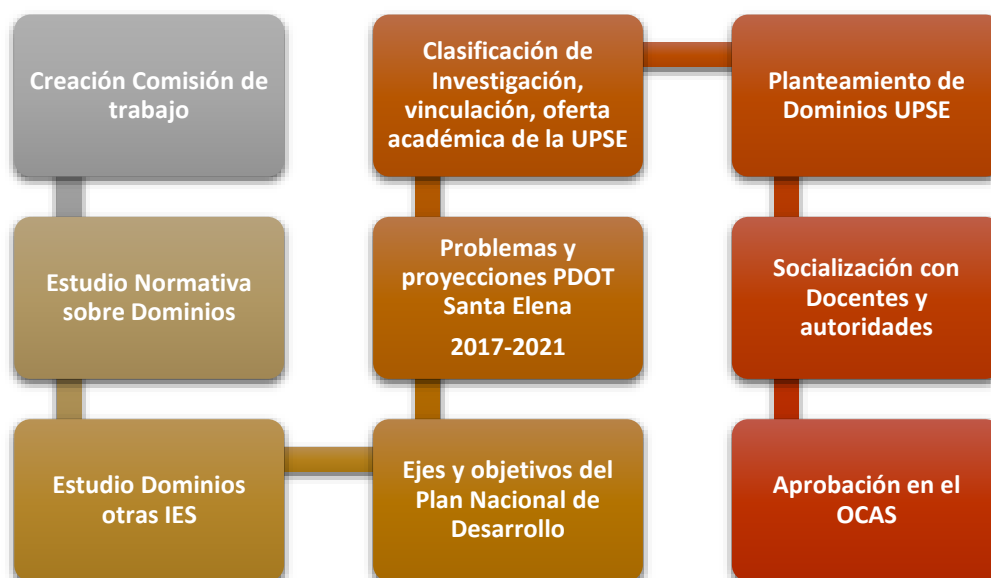 Creación Comisión de
trabajo
Estudio Normativa
sobre Dominios
Estudio Dominios
otras IES
Ejes y objetivos del
Plan Nacional de
Desarrollo
Problemas y
proyecciones PDOT
Santa Elena
2017-2021
Clasificación de
Investigación,
vinculación, oferta
académica de la UPSE
Planteamiento de
Dominios UPSE
Socialización con
Docentes y
autoridades
Aprobación en el
OCAS